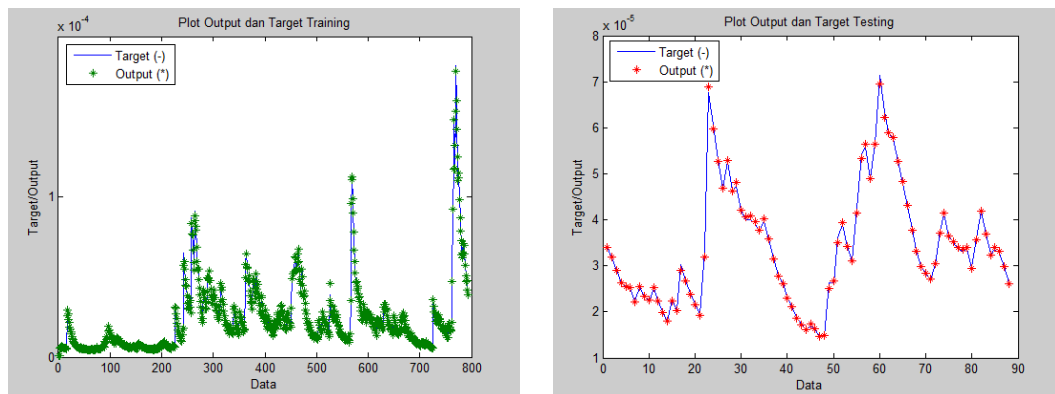 Plot Output dan Target Training
x 10⁻⁴
Target (-)
Output (*)
Target/Output
1
0
0 100 200 300 400 500 600 700 800
Data
Plot Output dan Target Testing
x 10⁻⁵
Target (-)
Output (*)
Target/Output
8
7
6
5
4
3
2
1
0 10 20 30 40 50 60 70 80 90
Data